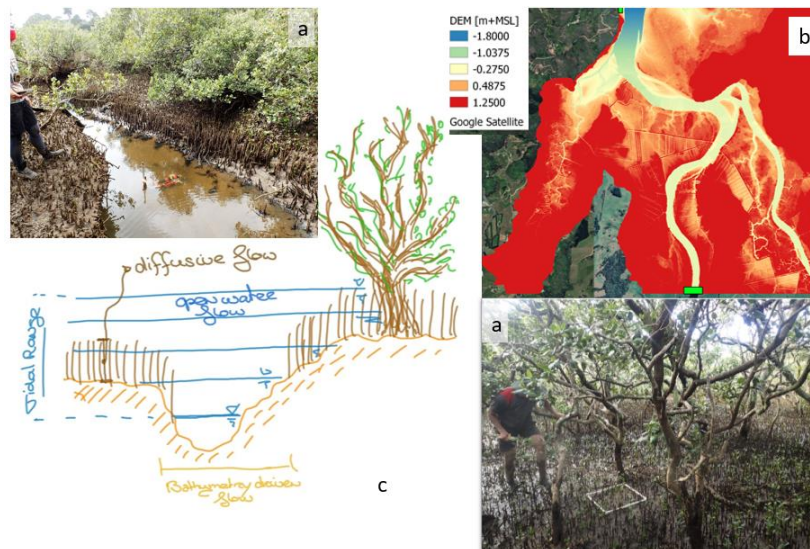 a
b
DEM [m+MSL]
-1.8000
-1.0375
-0.2750
0.4875
1.2500
Google Satellite
diffusive flow
open water
flow
Tidal Range
a
Bathymetry driven
flow
c